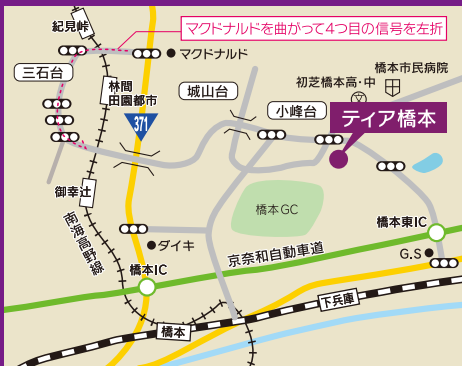 紀見峠
マクドナルドを曲がって4つ目の信号を左折
マクドナルド
三石台
林間
田園都市
城山台
橋本市民病院
初芝橋本高・中
文
小峰台
371
ティア橋本
御幸辻
橋本GC
南海高野線
橋本東IC
ダイキ
京奈和自動車道
G.S
橋本IC
下兵庫
橋本